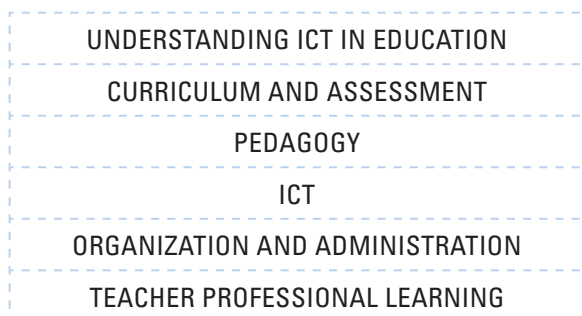 UNDERSTANDING ICT IN EDUCATION
CURRICULUM AND ASSESSMENT
PEDAGOGY
ICT
ORGANIZATION AND ADMINISTRATION
TEACHER PROFESSIONAL LEARNING